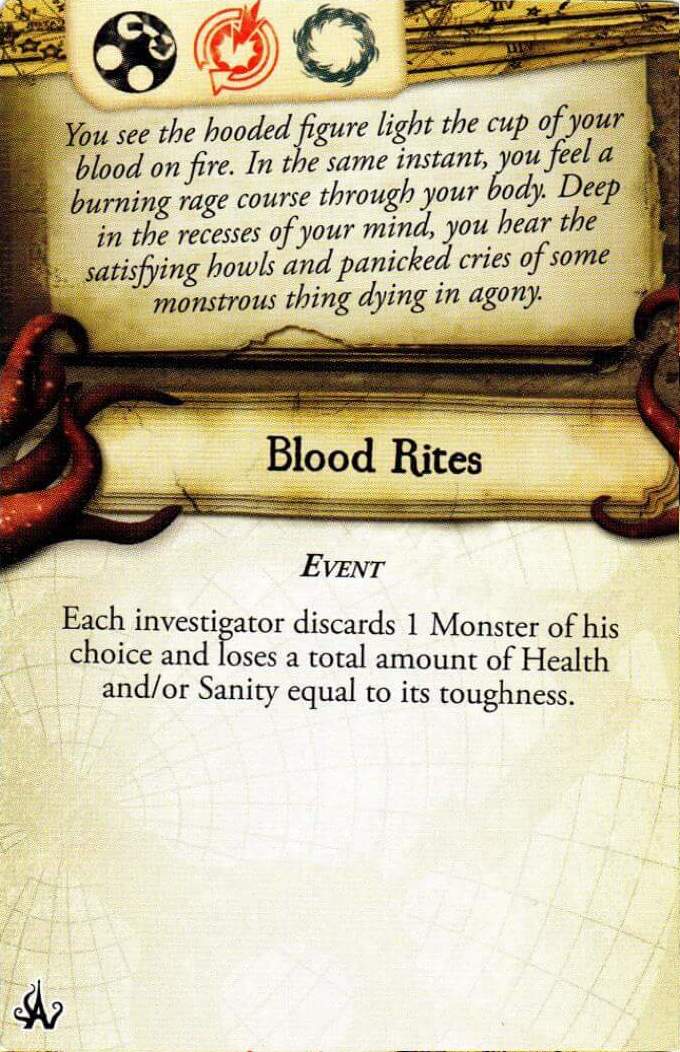 You see the hooded figure light the cup of your
blood on fire. In the same instant, you feel a
burning rage course through your body. Deep
in the recesses of your mind, you hear the
satisfying howls and panicked cries of some
monstrous thing dying in agony.
Blood Rites
Event
Each investigator discards 1 Monster of his
choice and loses a total amount of Health
and/or Sanity equal to its toughness.